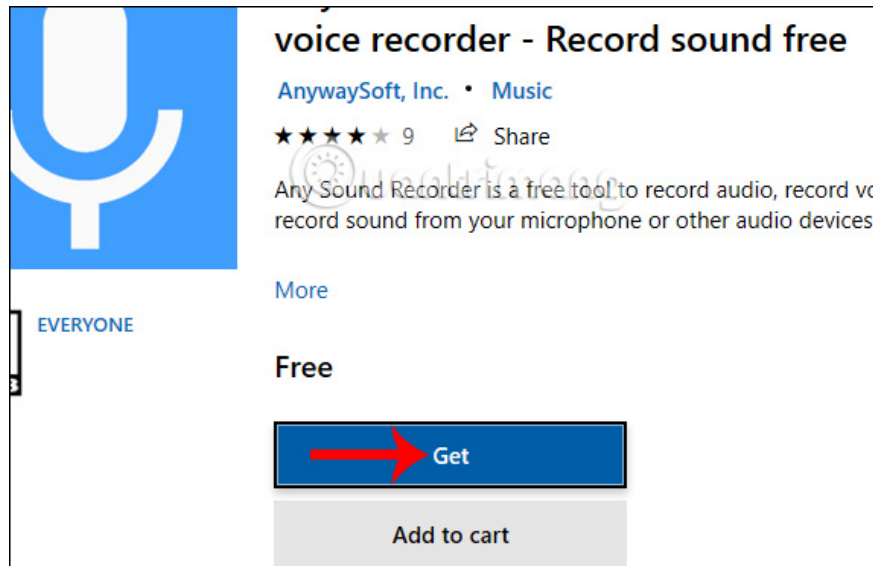 voice recorder - Record sound free
AnywaySoft, Inc. • Music
9 Share
Quantrimang
Any Sound Recorder is a free tool to record audio, record vo
record sound from your microphone or other audio devices
More
EVERYONE
Free
Get
Add to cart